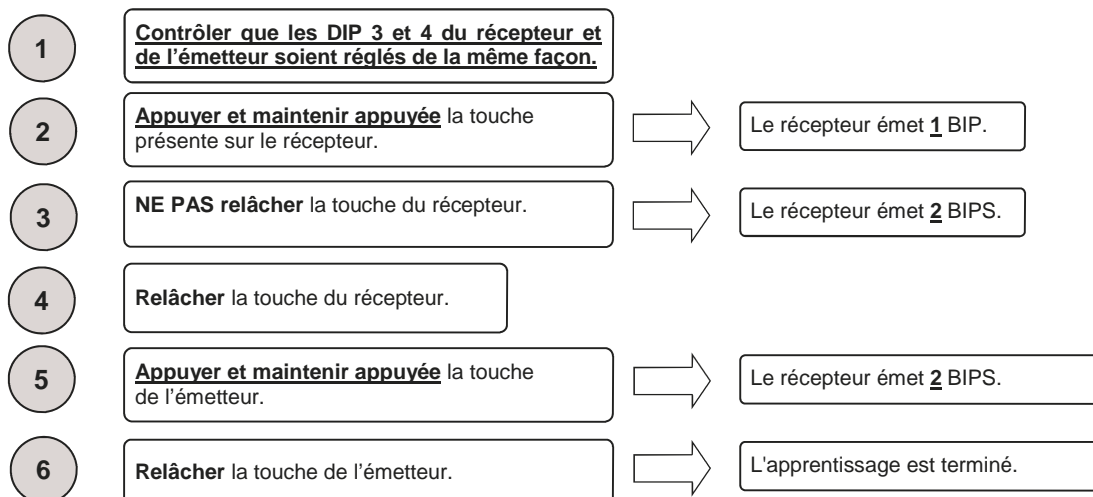 1
Contrôler que les DIP 3 et 4 du récepteur et
de l’émetteur soient réglés de la même façon.
2
Appuyer et maintenir appuyée la touche
présente sur le récepteur.
Le récepteur émet 1 BIP.
3
NE PAS relâcher la touche du récepteur.
Le récepteur émet 2 BIPS.
4
Relâcher la touche du récepteur.
5
Appuyer et maintenir appuyée la touche
de l’émetteur.
Le récepteur émet 2 BIPS.
6
Relâcher la touche de l’émetteur.
L'apprentissage est terminé.